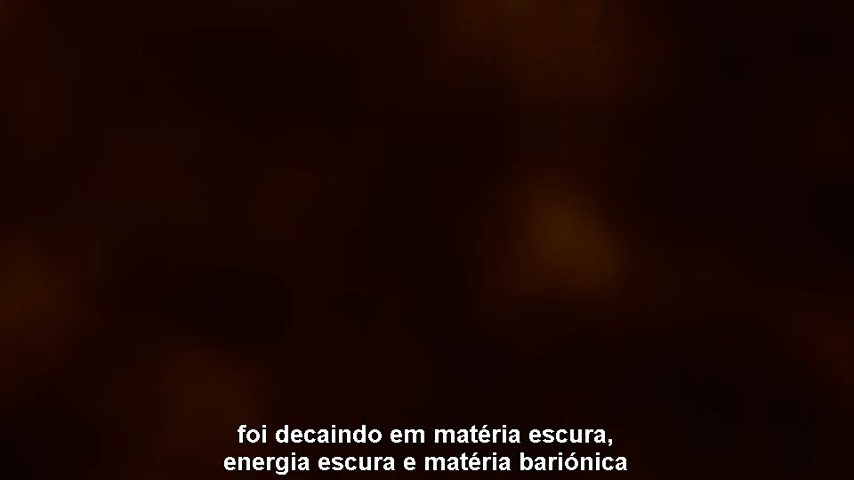 foi decaindo em matéria escura,
energia escura e matéria bariónica